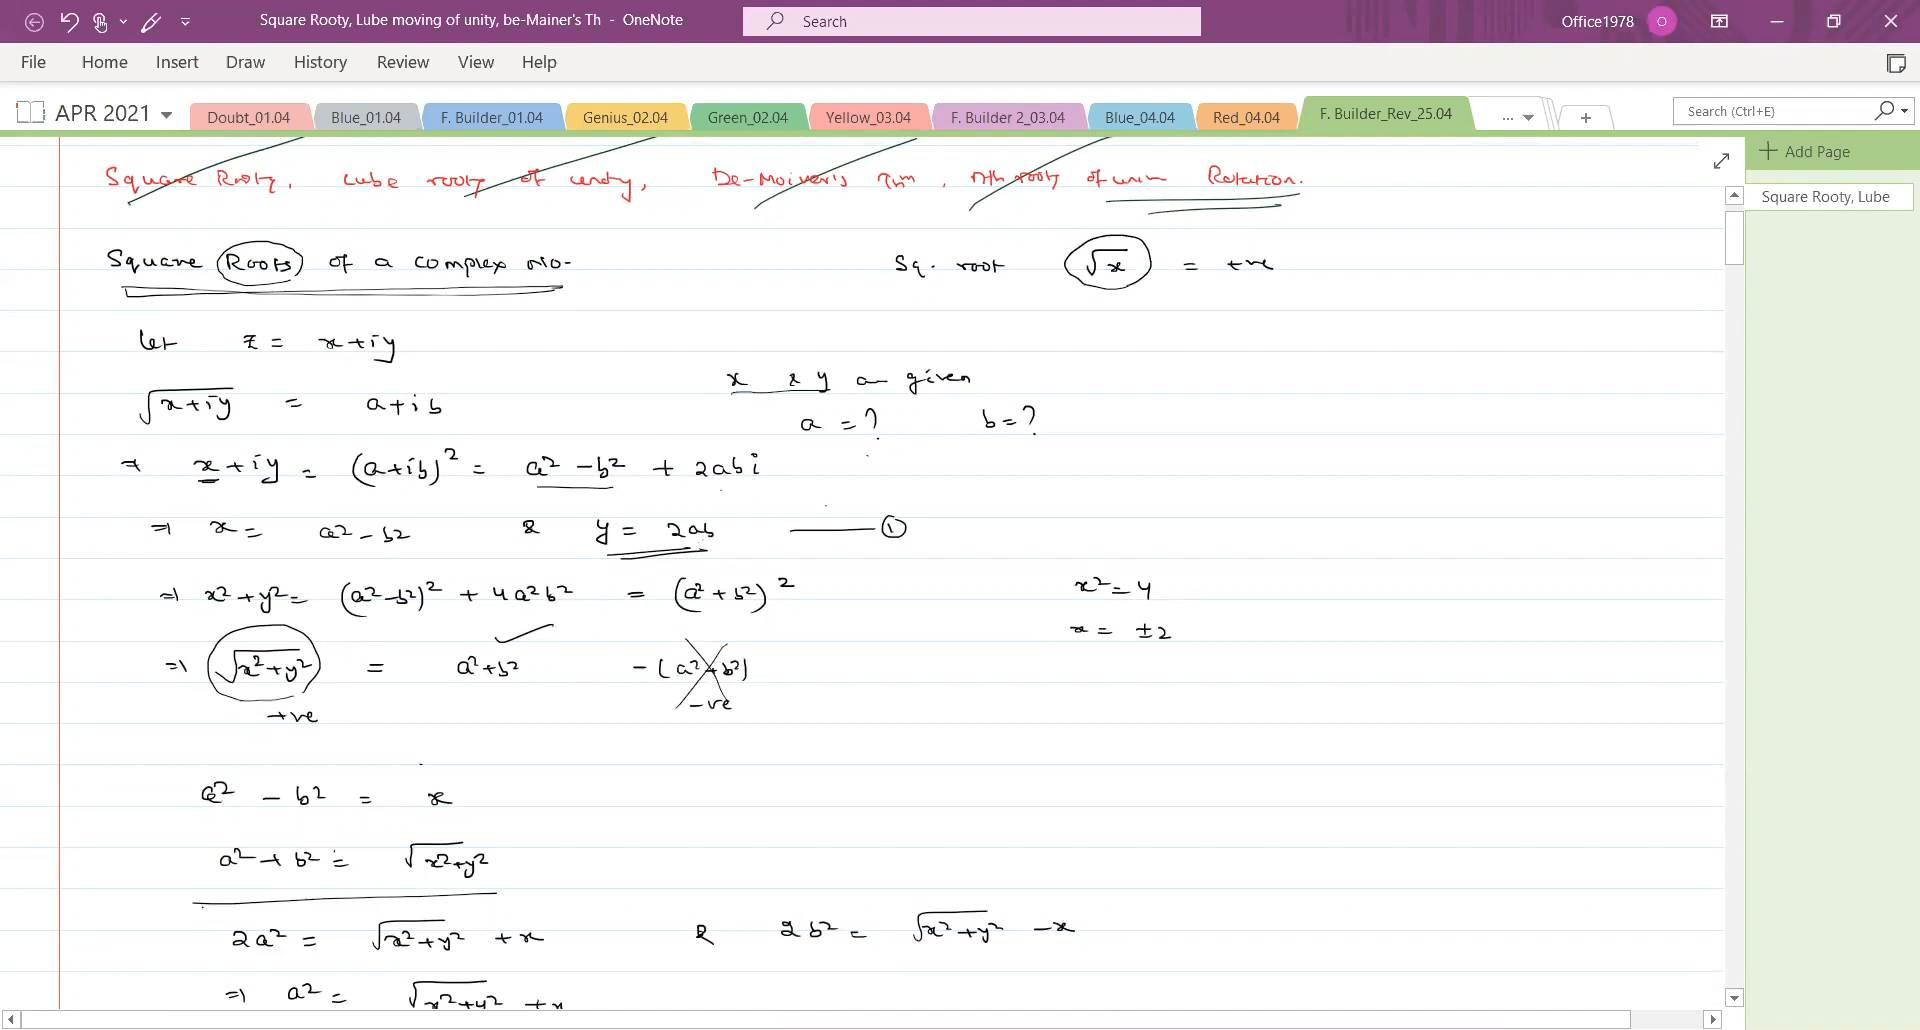 Square Rooty, Lube moving of unity, be-Mainer's Th - OneNote
Search
Office1978
O
File Home Insert Draw History Review View Help
APR 2021
Doubt_01.04 Blue_01.04 F. Builder_01.04 Genius_02.04 Green_02.04 Yellow_03.04 F. Builder 2_03.04 Blue_04.04 Red_04.04 F. Builder_Rev_25.04 ... +
Search (Ctrl+E)
+ Add Page
Square Rooty, Lube
Square Roots, cube roots of unity, De-Moiver's Thm, nth roots of unity Rotation.
Square Roots of a complex No- Sq. root √x = +ve
let z = x+iy
x & y are given
√(x+iy) = a+ib
a = ? b = ?
⇒ x+iy = (a+ib)² = a² - b² + 2abi
⇒ x = a² - b² & y = 2ab —— ①
⇒ x²+y² = (a²-b²)² + 4a²b² = (a²+b²)² x² = 4
x = ±2
⇒ √(x²+y²) = a²+b² -(a²+b²)
+ve -ve
a² - b² = x
a² + b² = √(x²+y²)
2a² = √(x²+y²) + x & 2b² = √(x²+y²) - x
⇒ a² = √(x²+y²) + x